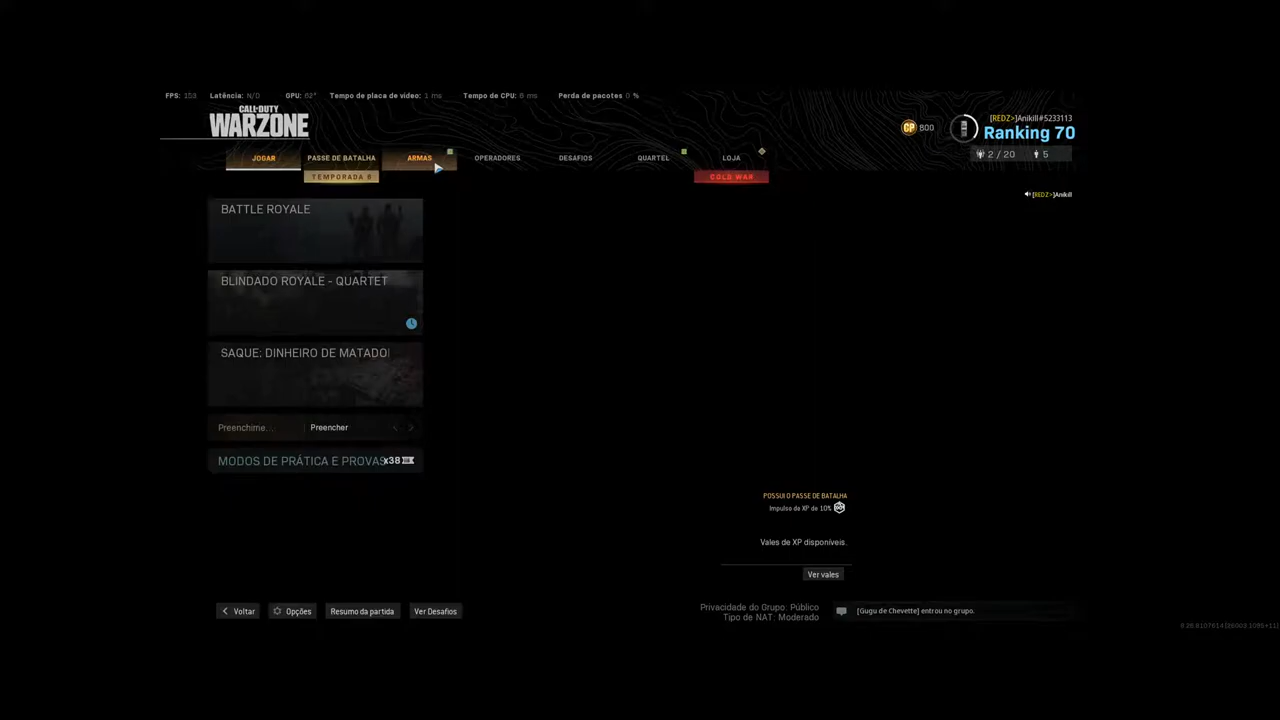 FPS: 153 Latência: N/D GPU: 62° Tempo de placa de vídeo: 1 ms Tempo de CPU: 6 ms Perda de pacotes 0 %
CALL•DUTY
WARZONE
CP 800
[REDZ>]Anikill#5233113
Ranking 70
2 / 20 5
JOGAR PASSE DE BATALHA ARMAS OPERADORES DESAFIOS QUARTEL LOJA
TEMPORADA 6 COLD WAR
[REDZ>]Anikill
BATTLE ROYALE
BLINDADO ROYALE - QUARTET
SAQUE: DINHEIRO DE MATADO
Preenchime... Preencher
MODOS DE PRÁTICA E PROVAS x38
POSSUI O PASSE DE BATALHA
Impulso de XP de 10%
Vales de XP disponíveis.
Ver vales
Voltar Opções Resumo da partida Ver Desafios
Privacidade do Grupo: Público
Tipo de NAT: Moderado
[Gugu de Chevette] entrou no grupo.